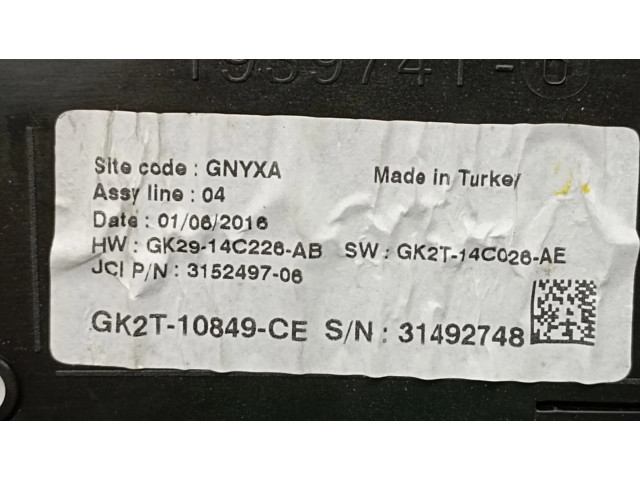 Site code : GNYXA
Made in Turkey
Assy line : 04
Date : 01/06/2016
HW : GK29-14C226-AB SW : GK2T-14C026-AE
JCI P/N : 3152497-06
GK2T-10849-CE S/N : 31492748